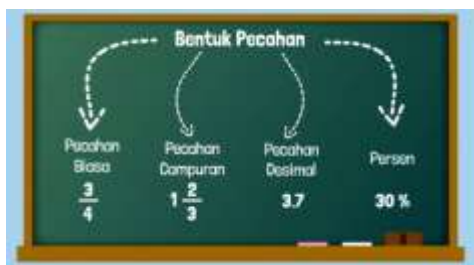 Bentuk Pecahan
Pecahan Biasa
3/4
Pecahan Campuran
1 2/3
Pecahan Desimal
3.7
Persen
30 %